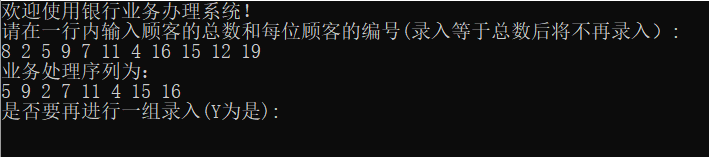 欢迎使用银行业务办理系统!
请在一行内输入顾客的总数和每位顾客的编号(录入等于总数后将不再录入）:
8 2 5 9 7 11 4 16 15 12 19
业务处理序列为：
5 9 2 7 11 4 15 16
是否要再进行一组录入(Y为是):